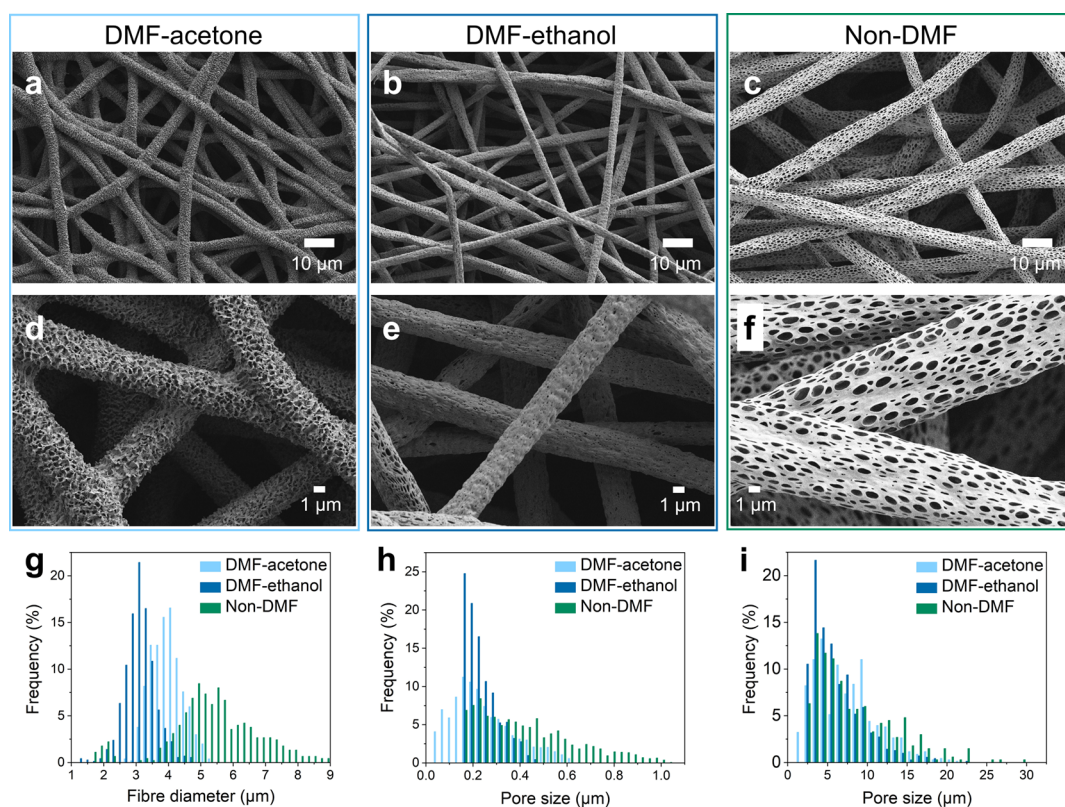 DMF-acetone
DMF-ethanol
Non-DMF
a
10 µm
b
10 µm
c
10 µm
d
1 µm
e
1 µm
f
1 µm
g
DMF-acetone
DMF-ethanol
Non-DMF
Frequency (%)
20
15
10
5
0
1 2 3 4 5 6 7 8 9
Fibre diameter (µm)
h
DMF-acetone
DMF-ethanol
Non-DMF
Frequency (%)
25
20
15
10
5
0
0.0 0.2 0.4 0.6 0.8 1.0
Pore size (µm)
i
DMF-acetone
DMF-ethanol
Non-DMF
Frequency (%)
20
15
10
5
0
0 5 10 15 20 25 30
Pore size (µm)